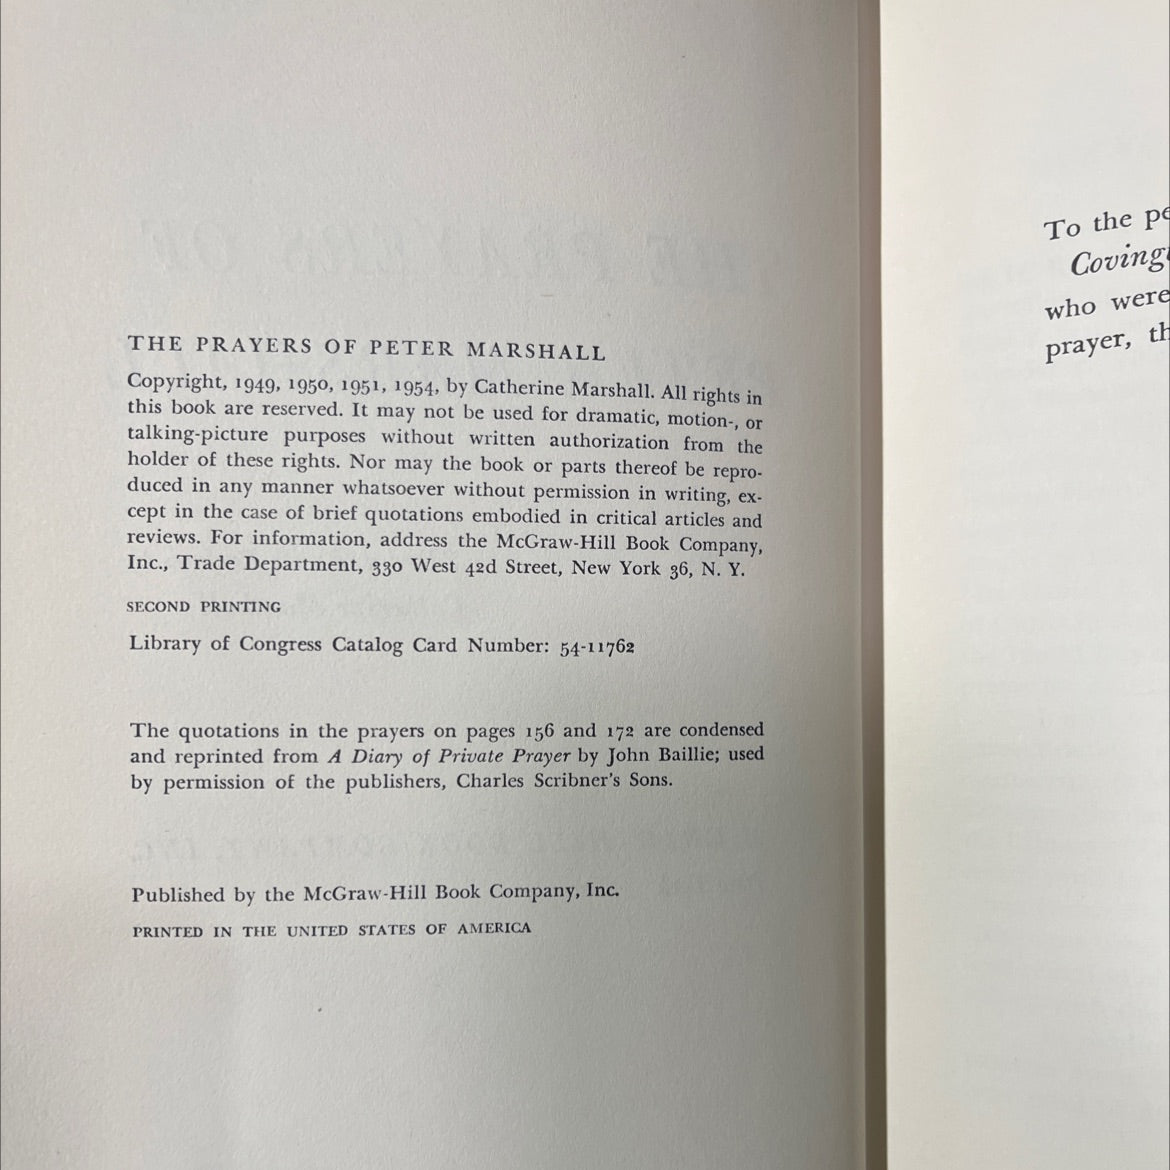 THE PRAYERS OF PETER MARSHALL
Copyright, 1949, 1950, 1951, 1954, by Catherine Marshall. All rights in
this book are reserved. It may not be used for dramatic, motion-, or
talking-picture purposes without written authorization from the
holder of these rights. Nor may the book or parts thereof be repro-
duced in any manner whatsoever without permission in writing, ex-
cept in the case of brief quotations embodied in critical articles and
reviews. For information, address the McGraw-Hill Book Company,
Inc., Trade Department, 330 West 42d Street, New York 36, N. Y.
SECOND PRINTING
Library of Congress Catalog Card Number: 54-11762
The quotations in the prayers on pages 156 and 172 are condensed
and reprinted from A Diary of Private Prayer by John Baillie; used
by permission of the publishers, Charles Scribner's Sons.
Published by the McGraw-Hill Book Company, Inc.
PRINTED IN THE UNITED STATES OF AMERICA
To the
who were
prayer,